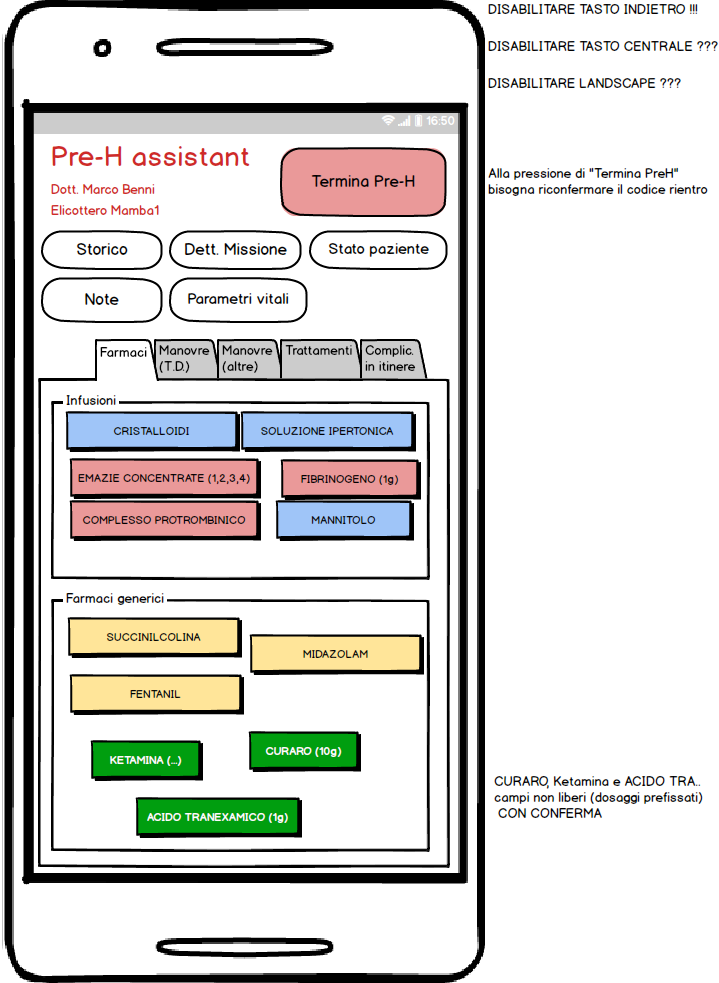 DISABILITARE TASTO INDIETRO !!!
DISABILITARE TASTO CENTRALE ???
DISABILITARE LANDSCAPE ???
16:50
Pre-H assistant
Dott. Marco Benni
Elicottero Mamba1
Termina Pre-H
Alla pressione di "Termina PreH"
bisogna riconfermare il codice rientro
Storico
Dett. Missione
Stato paziente
Note
Parametri vitali
Farmaci
Manovre
(T.D.)
Manovre
(altre)
Trattamenti
Complic.
in itinere
Infusioni
CRISTALLOIDI
SOLUZIONE IPERTONICA
EMAZIE CONCENTRATE (1,2,3,4)
FIBRINOGENO (1g)
COMPLESSO PROTROMBINICO
MANNITOLO
Farmaci generici
SUCCINILCOLINA
MIDAZOLAM
FENTANIL
KETAMINA (...)
CURARO (10g)
ACIDO TRANEXAMICO (1g)
CURARO, Ketamina e ACIDO TRA..
campi non liberi (dosaggi prefissati)
CON CONFERMA